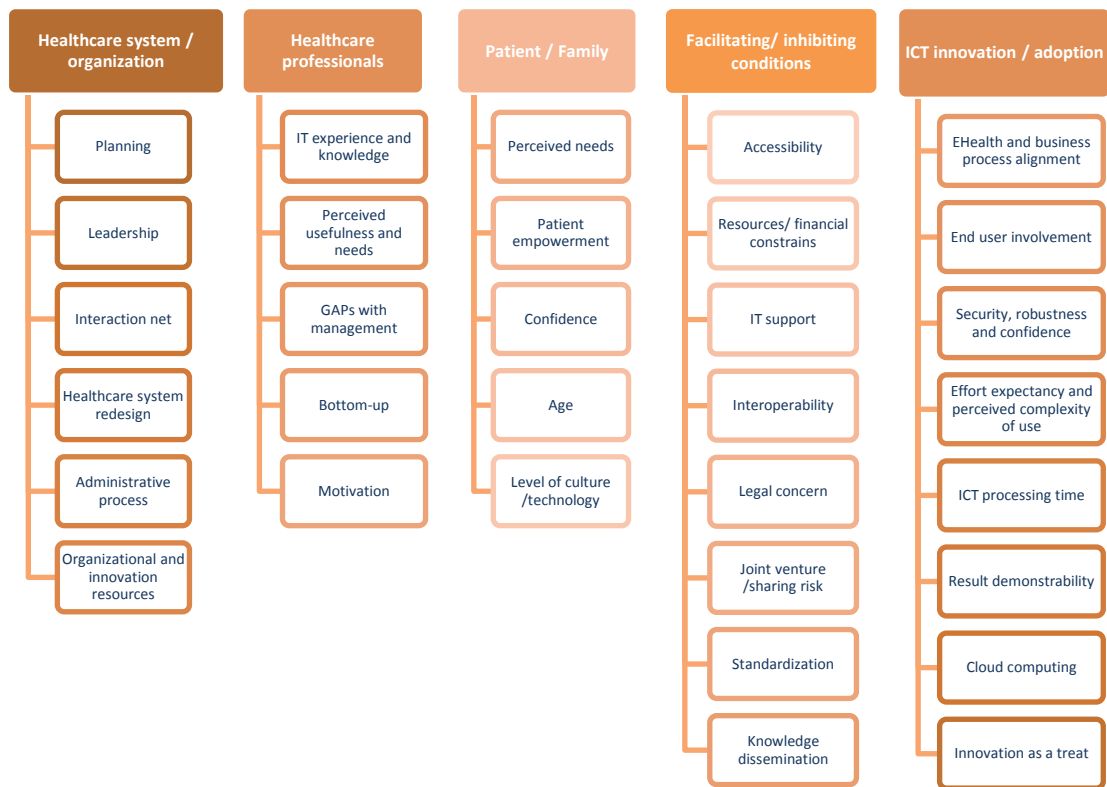 Healthcare system /
organization
Planning
Leadership
Interaction net
Healthcare system
redesign
Administrative
process
Organizational and
innovation
resources
Healthcare
professionals
IT experience and
knowledge
Perceived
usefulness and
needs
GAPs with
management
Bottom-up
Motivation
Patient / Family
Perceived needs
Patient
empowerment
Confidence
Age
Level of culture
/technology
Facilitating/ inhibiting
conditions
Accessibility
Resources/ financial
constrains
IT support
Interoperability
Legal concern
Joint venture
/sharing risk
Standardization
Knowledge
dissemination
ICT innovation / adoption
EHealth and business
process alignment
End user involvement
Security, robustness
and confidence
Effort expectancy and
perceived complexity
of use
ICT processing time
Result demonstrability
Cloud computing
Innovation as a treat